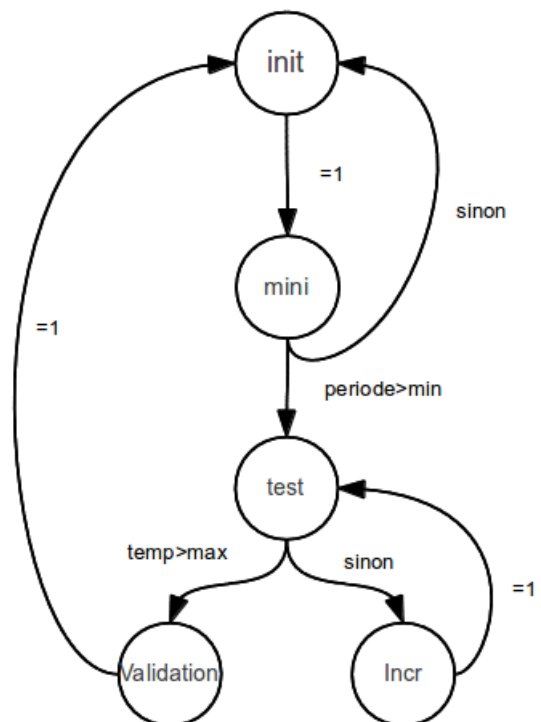 init
=1
sinon
mini
=1
periode>min
test
temp>max
sinon
=1
Validation
Incr